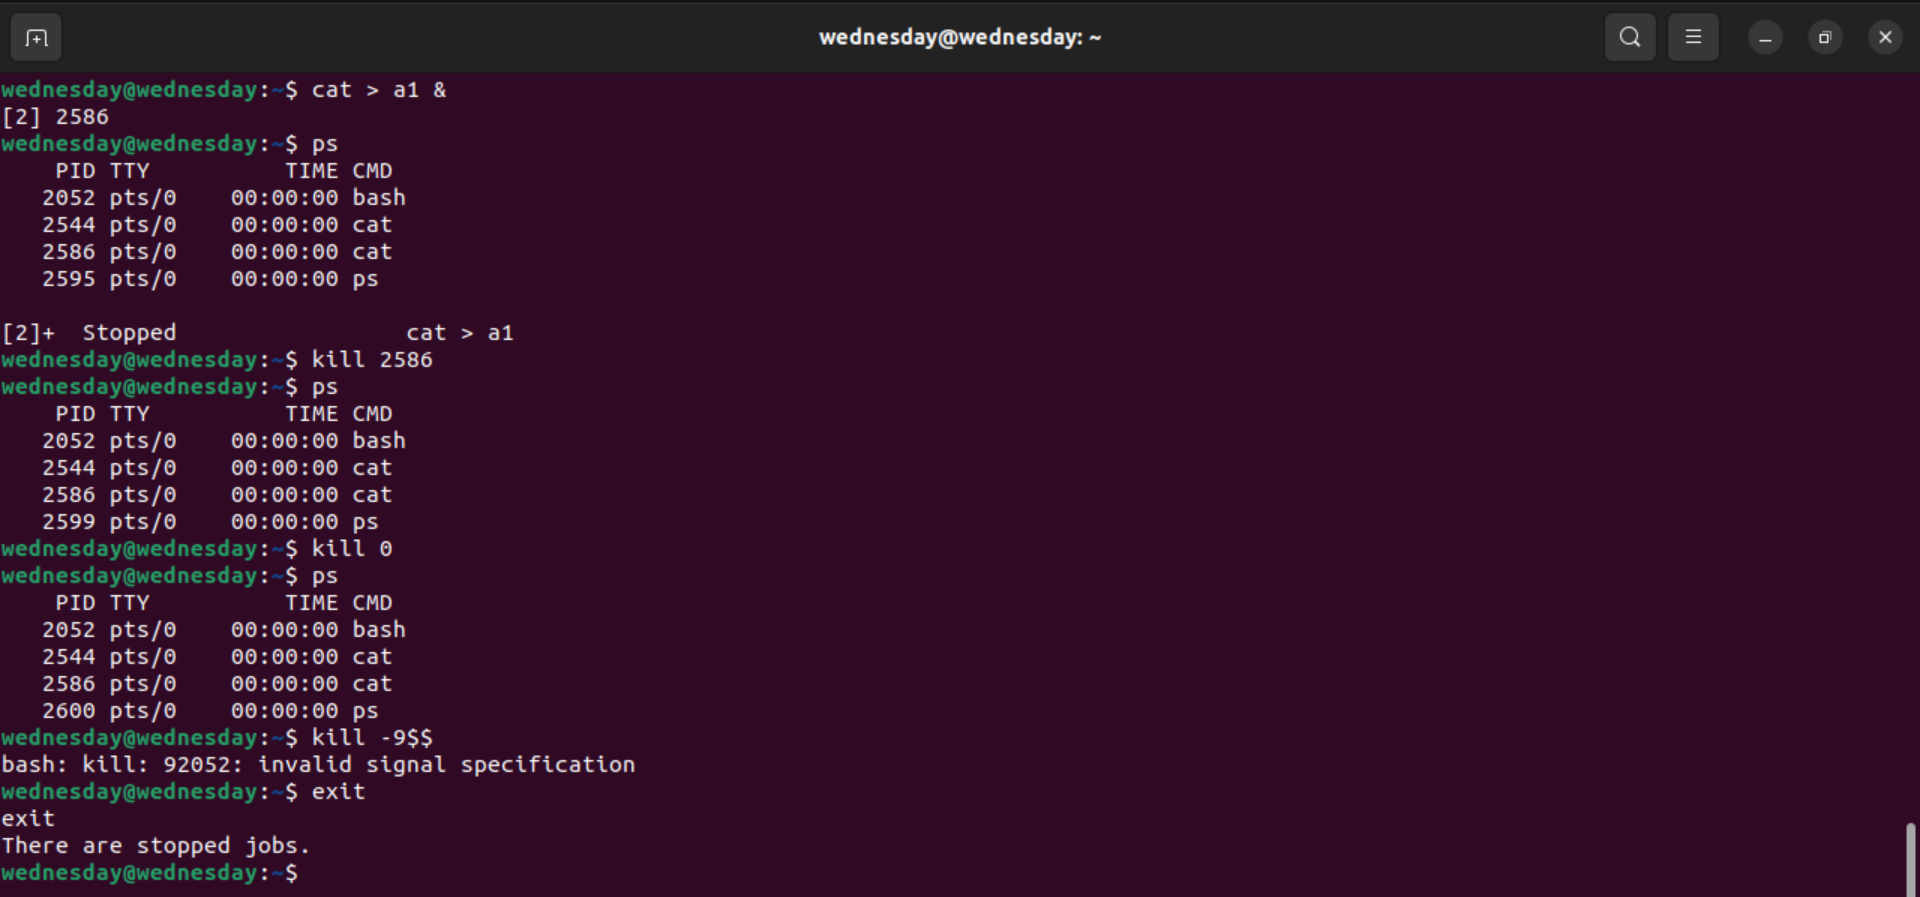 wednesday@wednesday: ~
wednesday@wednesday:~$ cat > a1 &
[2] 2586
wednesday@wednesday:~$ ps
    PID TTY          TIME CMD
   2052 pts/0    00:00:00 bash
   2544 pts/0    00:00:00 cat
   2586 pts/0    00:00:00 cat
   2595 pts/0    00:00:00 ps

[2]+  Stopped                 cat > a1
wednesday@wednesday:~$ kill 2586
wednesday@wednesday:~$ ps
    PID TTY          TIME CMD
   2052 pts/0    00:00:00 bash
   2544 pts/0    00:00:00 cat
   2586 pts/0    00:00:00 cat
   2599 pts/0    00:00:00 ps
wednesday@wednesday:~$ kill 0
wednesday@wednesday:~$ ps
    PID TTY          TIME CMD
   2052 pts/0    00:00:00 bash
   2544 pts/0    00:00:00 cat
   2586 pts/0    00:00:00 cat
   2600 pts/0    00:00:00 ps
wednesday@wednesday:~$ kill -9$$
bash: kill: 92052: invalid signal specification
wednesday@wednesday:~$ exit
exit
There are stopped jobs.
wednesday@wednesday:~$